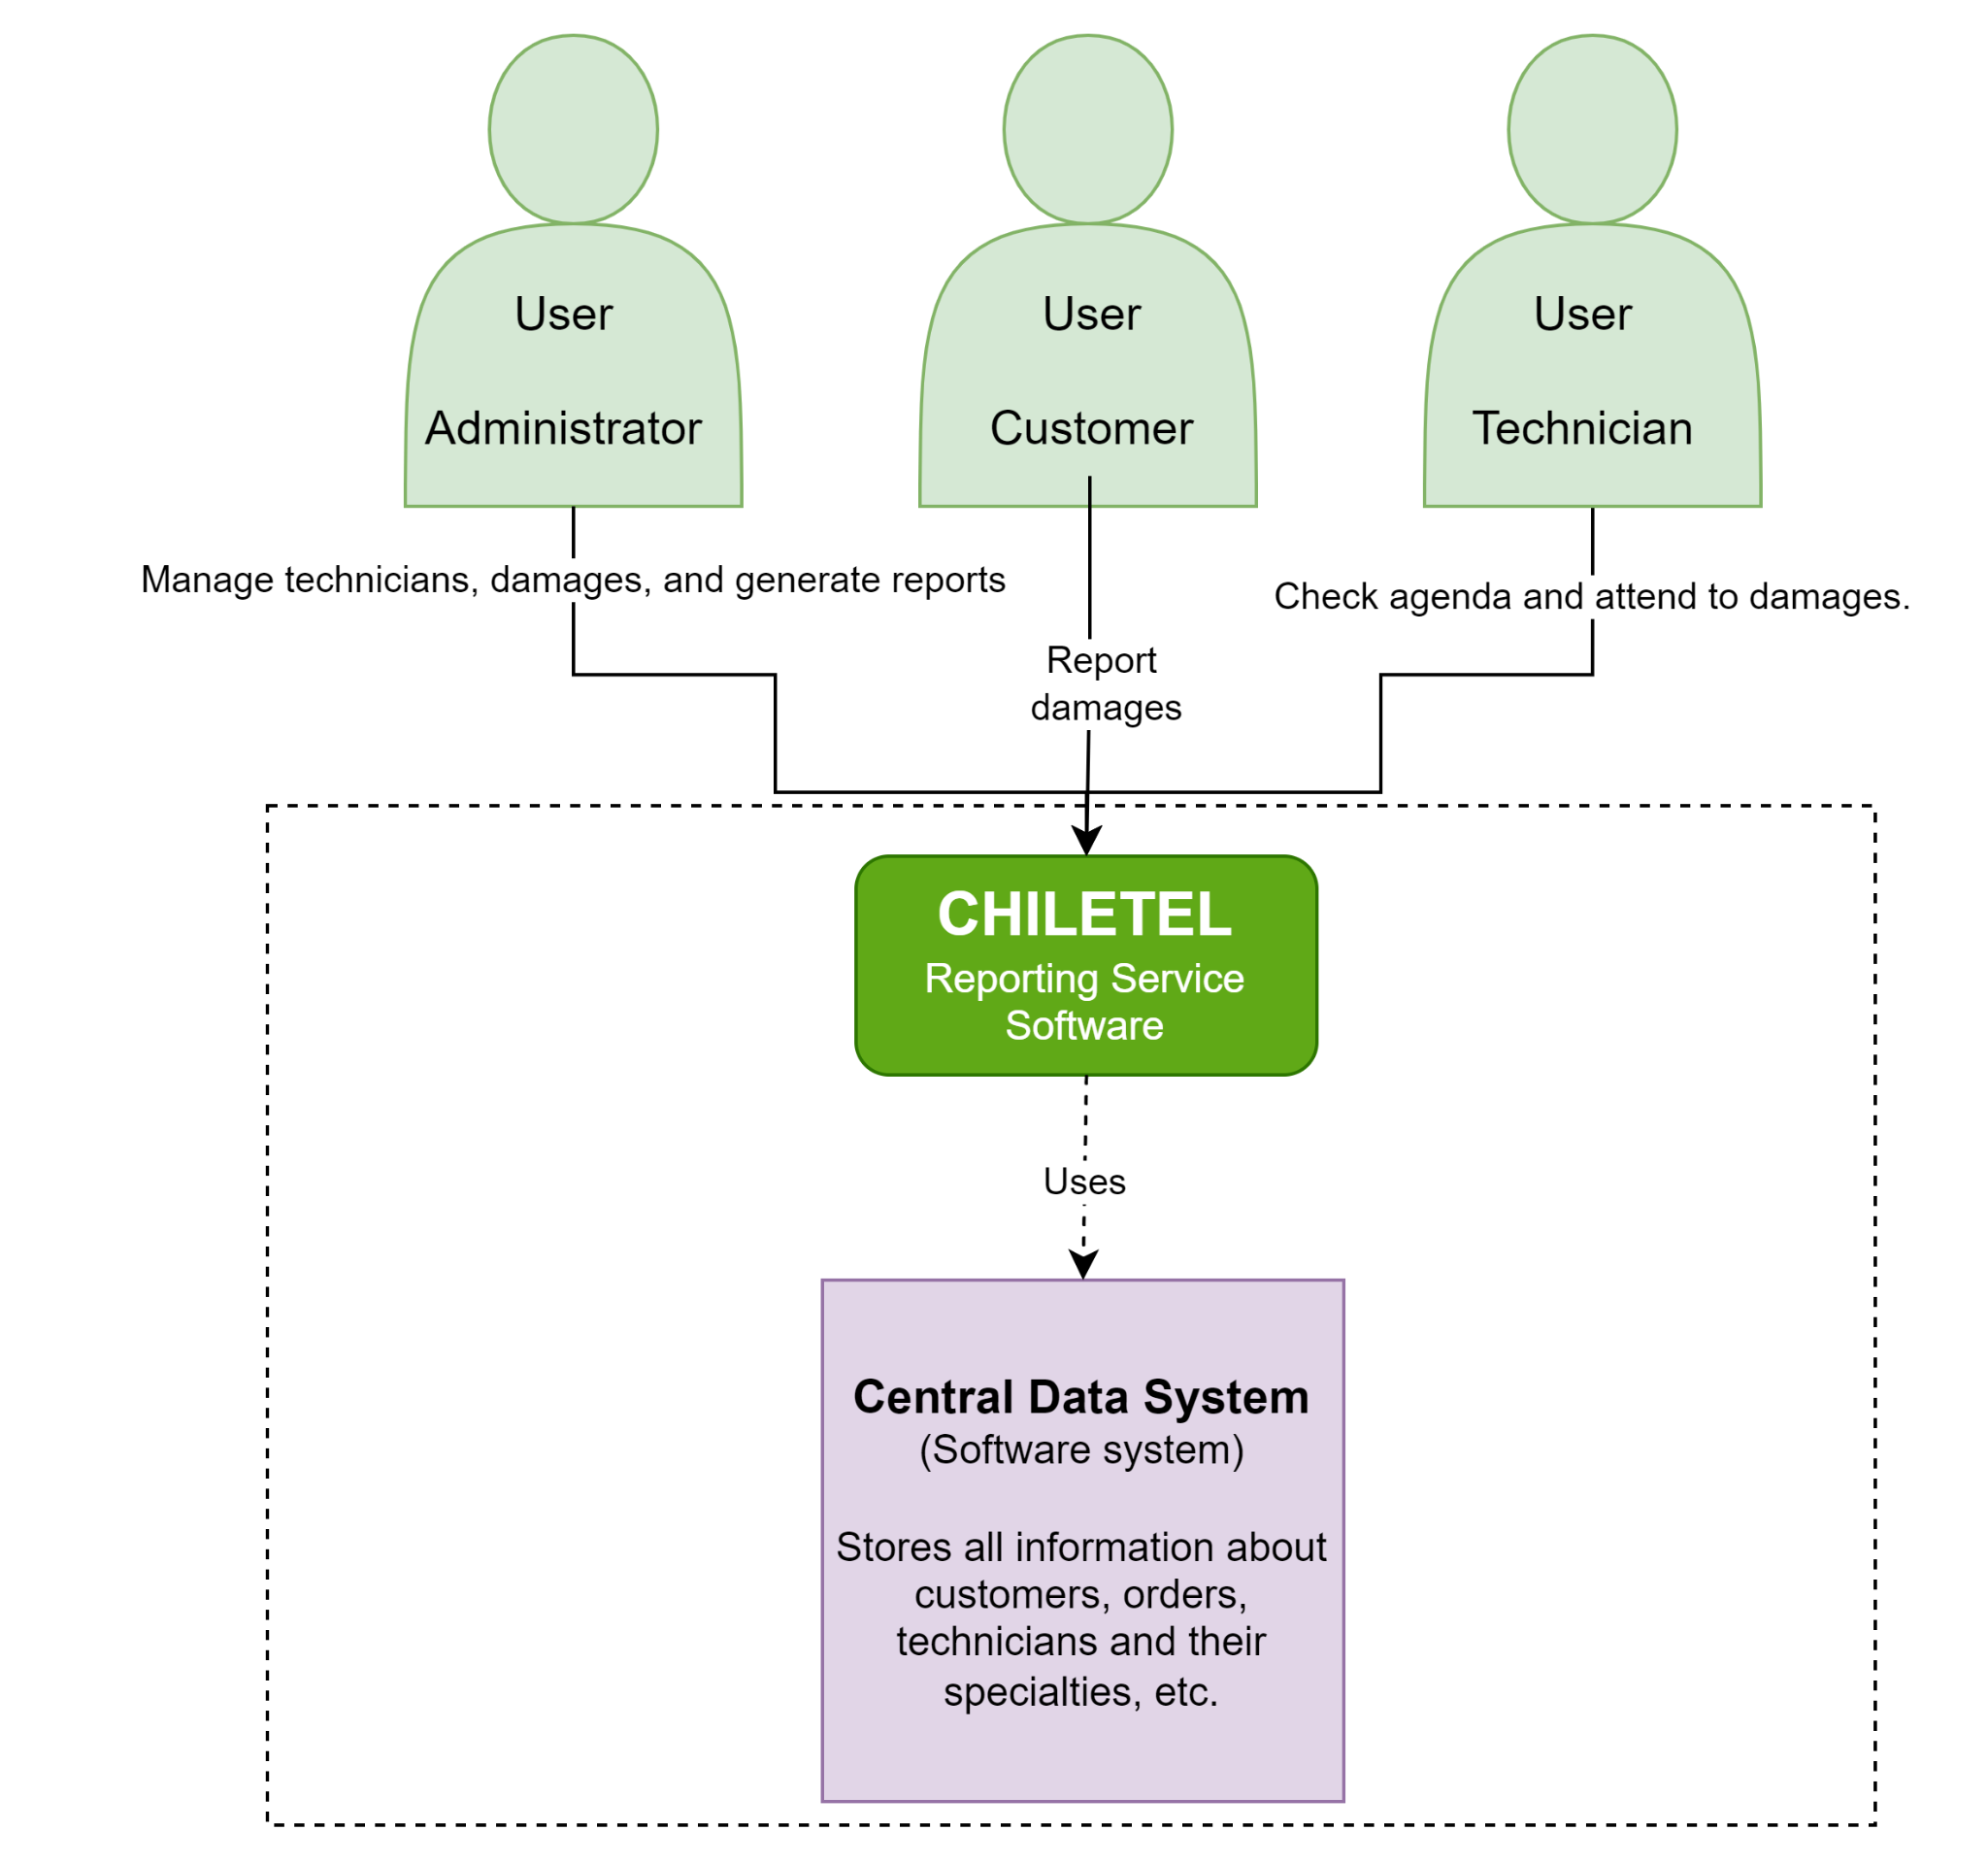 User
Administrator
User
Customer
User
Technician
Manage technicians, damages, and generate reports
Report
damages
Check agenda and attend to damages.
CHILETEL
Reporting Service
Software
Uses
Central Data System
(Software system)
Stores all information about
customers, orders,
technicians and their
specialties, etc.